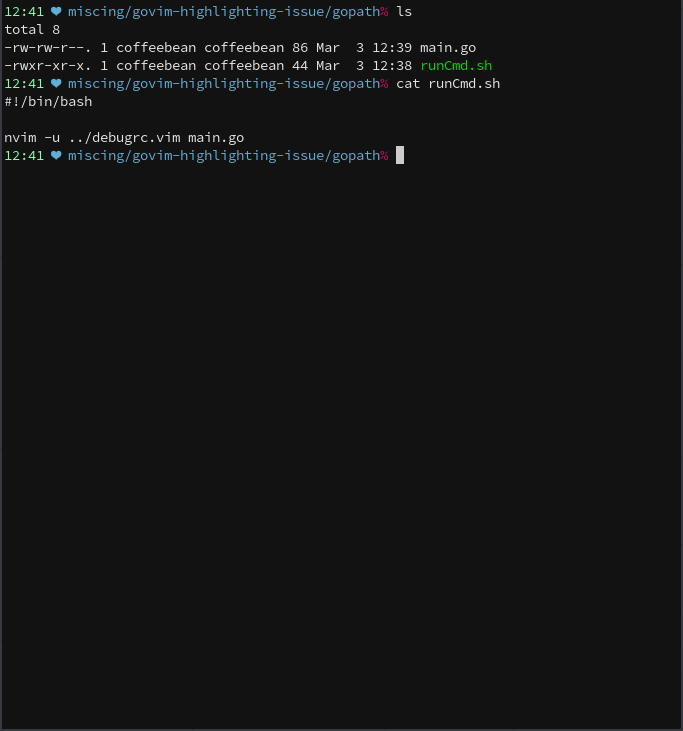 12:41 ❤ miscing/govim-highlighting-issue/gopath% ls
total 8
-rw-rw-r--. 1 coffeebean coffeebean 86 Mar  3 12:39 main.go
-rwxr-xr-x. 1 coffeebean coffeebean 44 Mar  3 12:38 runCmd.sh
12:41 ❤ miscing/govim-highlighting-issue/gopath% cat runCmd.sh
#!/bin/bash
nvim -u ../debugrc.vim main.go
12:41 ❤ miscing/govim-highlighting-issue/gopath%